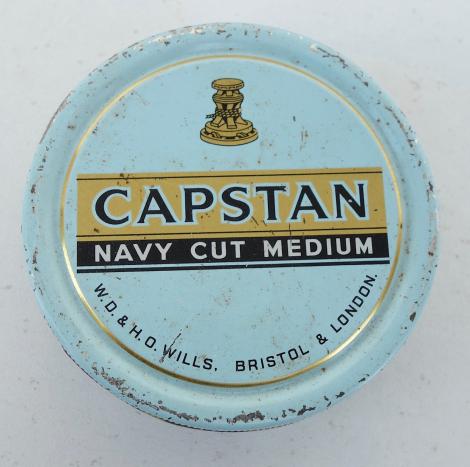 CAPSTAN
NAVY CUT MEDIUM
W.D. & H.O. WILLS, BRISTOL & LONDON.